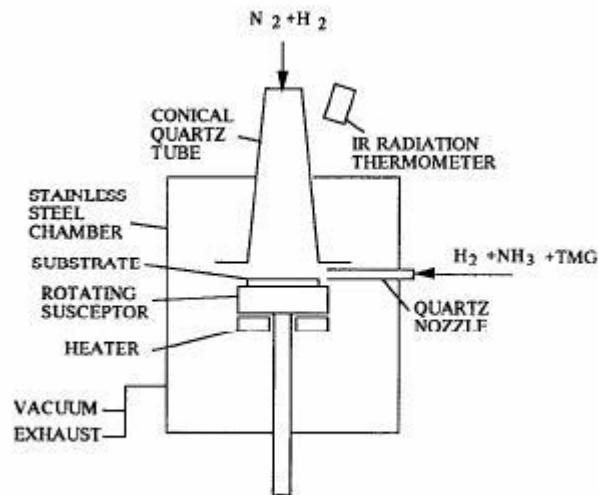 N 2 +H 2
CONICAL
QUARTZ
TUBE
IR RADIATION
THERMOMETER
STAINLESS
STEEL
CHAMBER
SUBSTRATE
H2 +NH3 +TMG
ROTATING
SUSCEPTOR
QUARTZ
NOZZLE
HEATER
VACUUM
EXHAUST